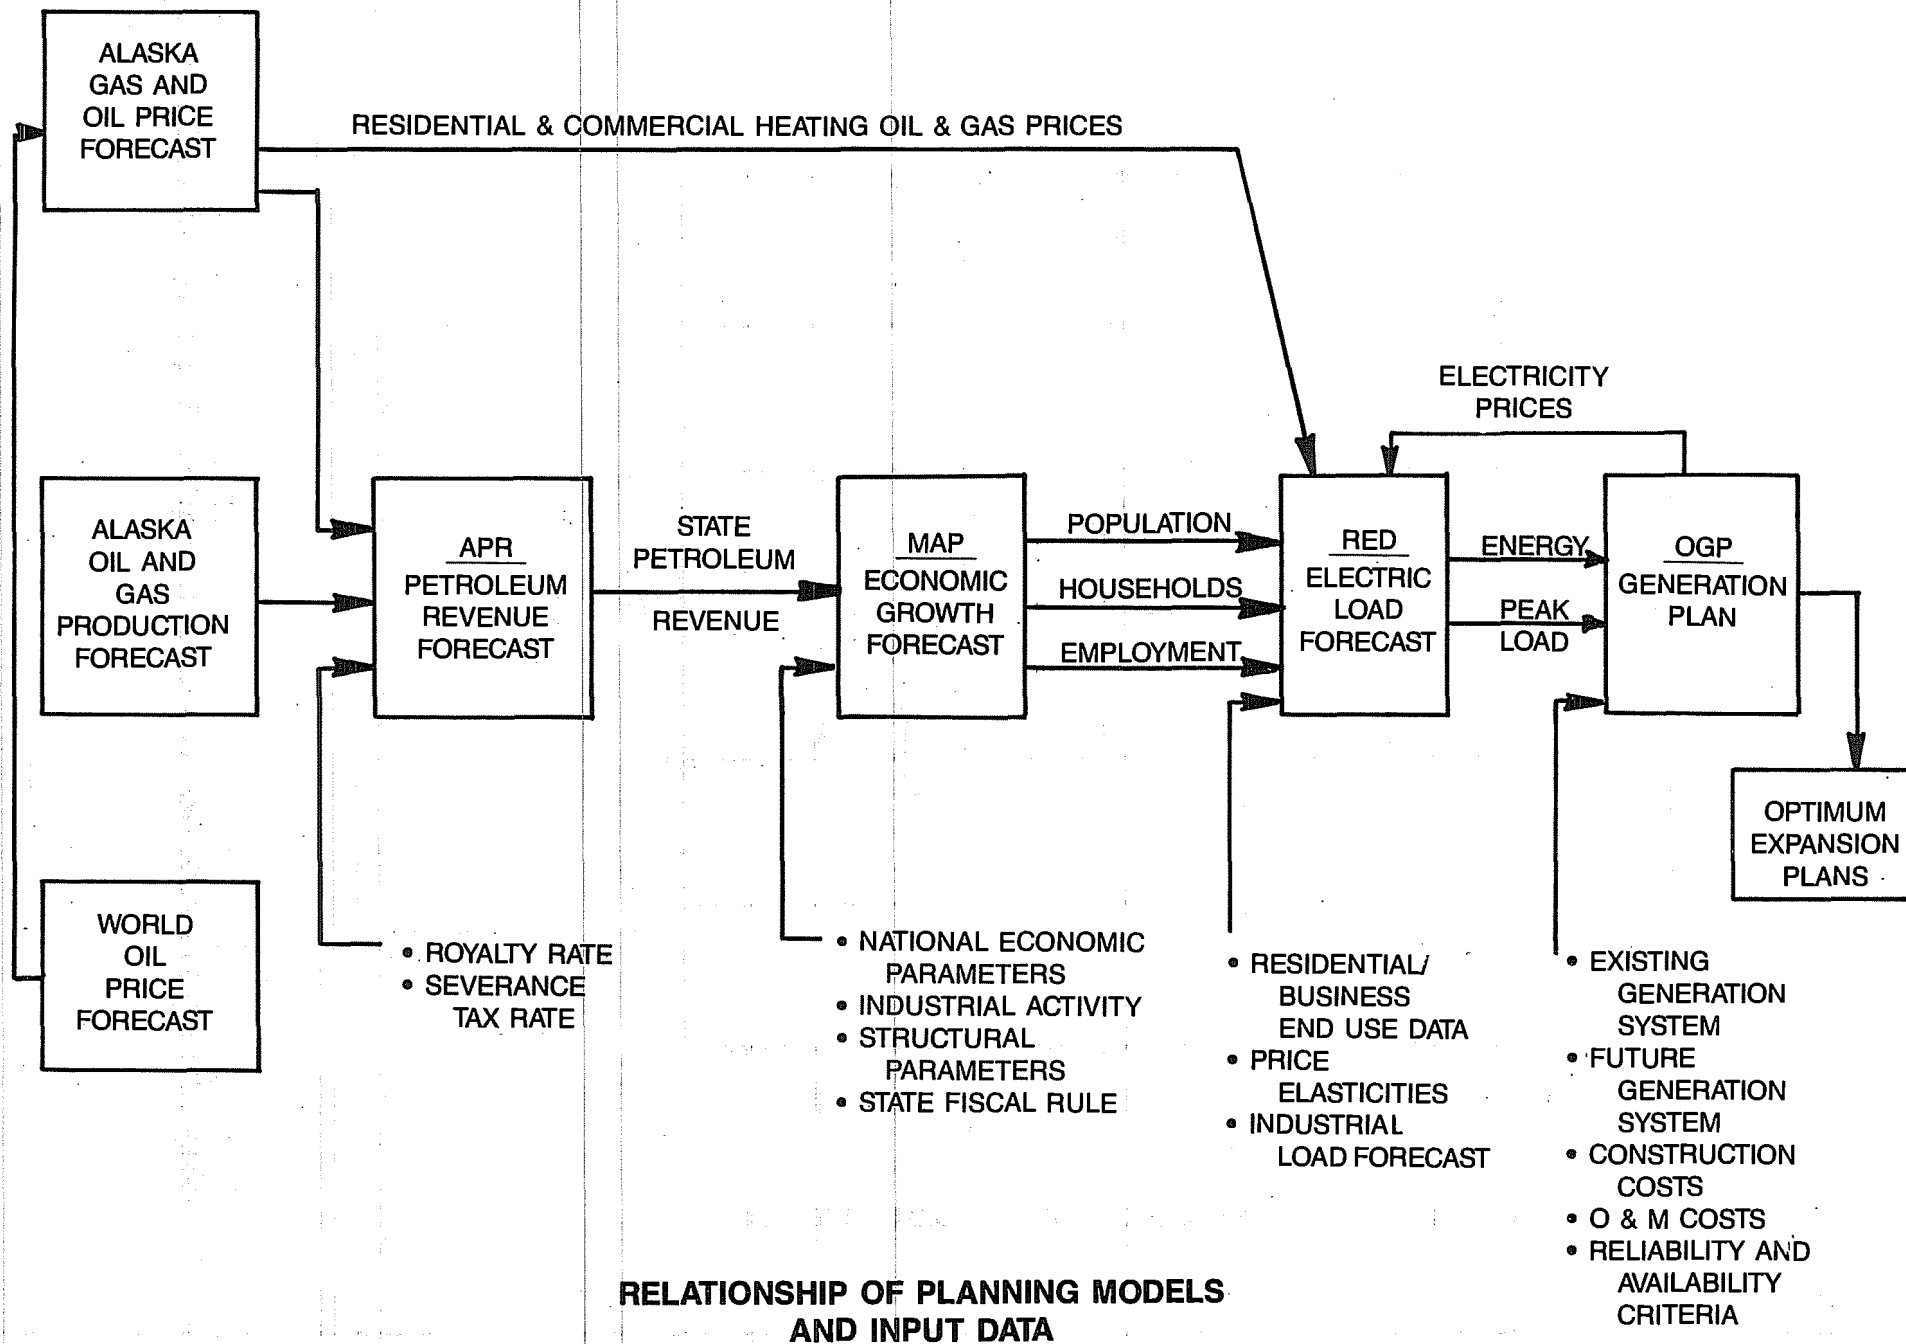 ALASKA
GAS AND
OIL PRICE
FORECAST
RESIDENTIAL & COMMERCIAL HEATING OIL & GAS PRICES
ELECTRICITY
PRICES
ALASKA
OIL AND
GAS
PRODUCTION
FORECAST
APR
PETROLEUM
REVENUE
FORECAST
STATE
PETROLEUM
REVENUE
MAP
ECONOMIC
GROWTH
FORECAST
POPULATION
HOUSEHOLDS
EMPLOYMENT
RED
ELECTRIC
LOAD
FORECAST
ENERGY
PEAK
LOAD
OGP
GENERATION
PLAN
OPTIMUM
EXPANSION
PLANS
WORLD
OIL
PRICE
FORECAST
• ROYALTY RATE
• SEVERANCE
TAX RATE
• NATIONAL ECONOMIC
PARAMETERS
• INDUSTRIAL ACTIVITY
• STRUCTURAL
PARAMETERS
• STATE FISCAL RULE
• RESIDENTIAL/
BUSINESS
END USE DATA
• PRICE
ELASTICITIES
• INDUSTRIAL
LOAD FORECAST
• EXISTING
GENERATION
SYSTEM
• FUTURE
GENERATION
SYSTEM
• CONSTRUCTION
COSTS
• O & M COSTS
• RELIABILITY AND
AVAILABILITY
CRITERIA
RELATIONSHIP OF PLANNING MODELS
AND INPUT DATA